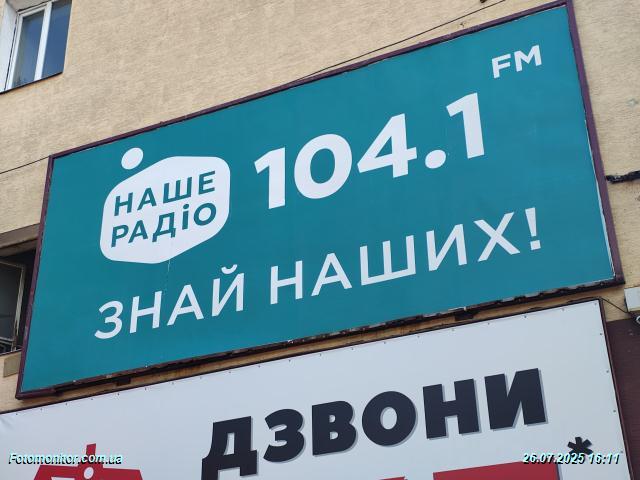 FM
104.1
НАШЕ
РАДіО
ЗНАЙ НАШИХ!
ДЗВОНИ
*
Fotomonitor.com.ua
26.07.2025 16:11